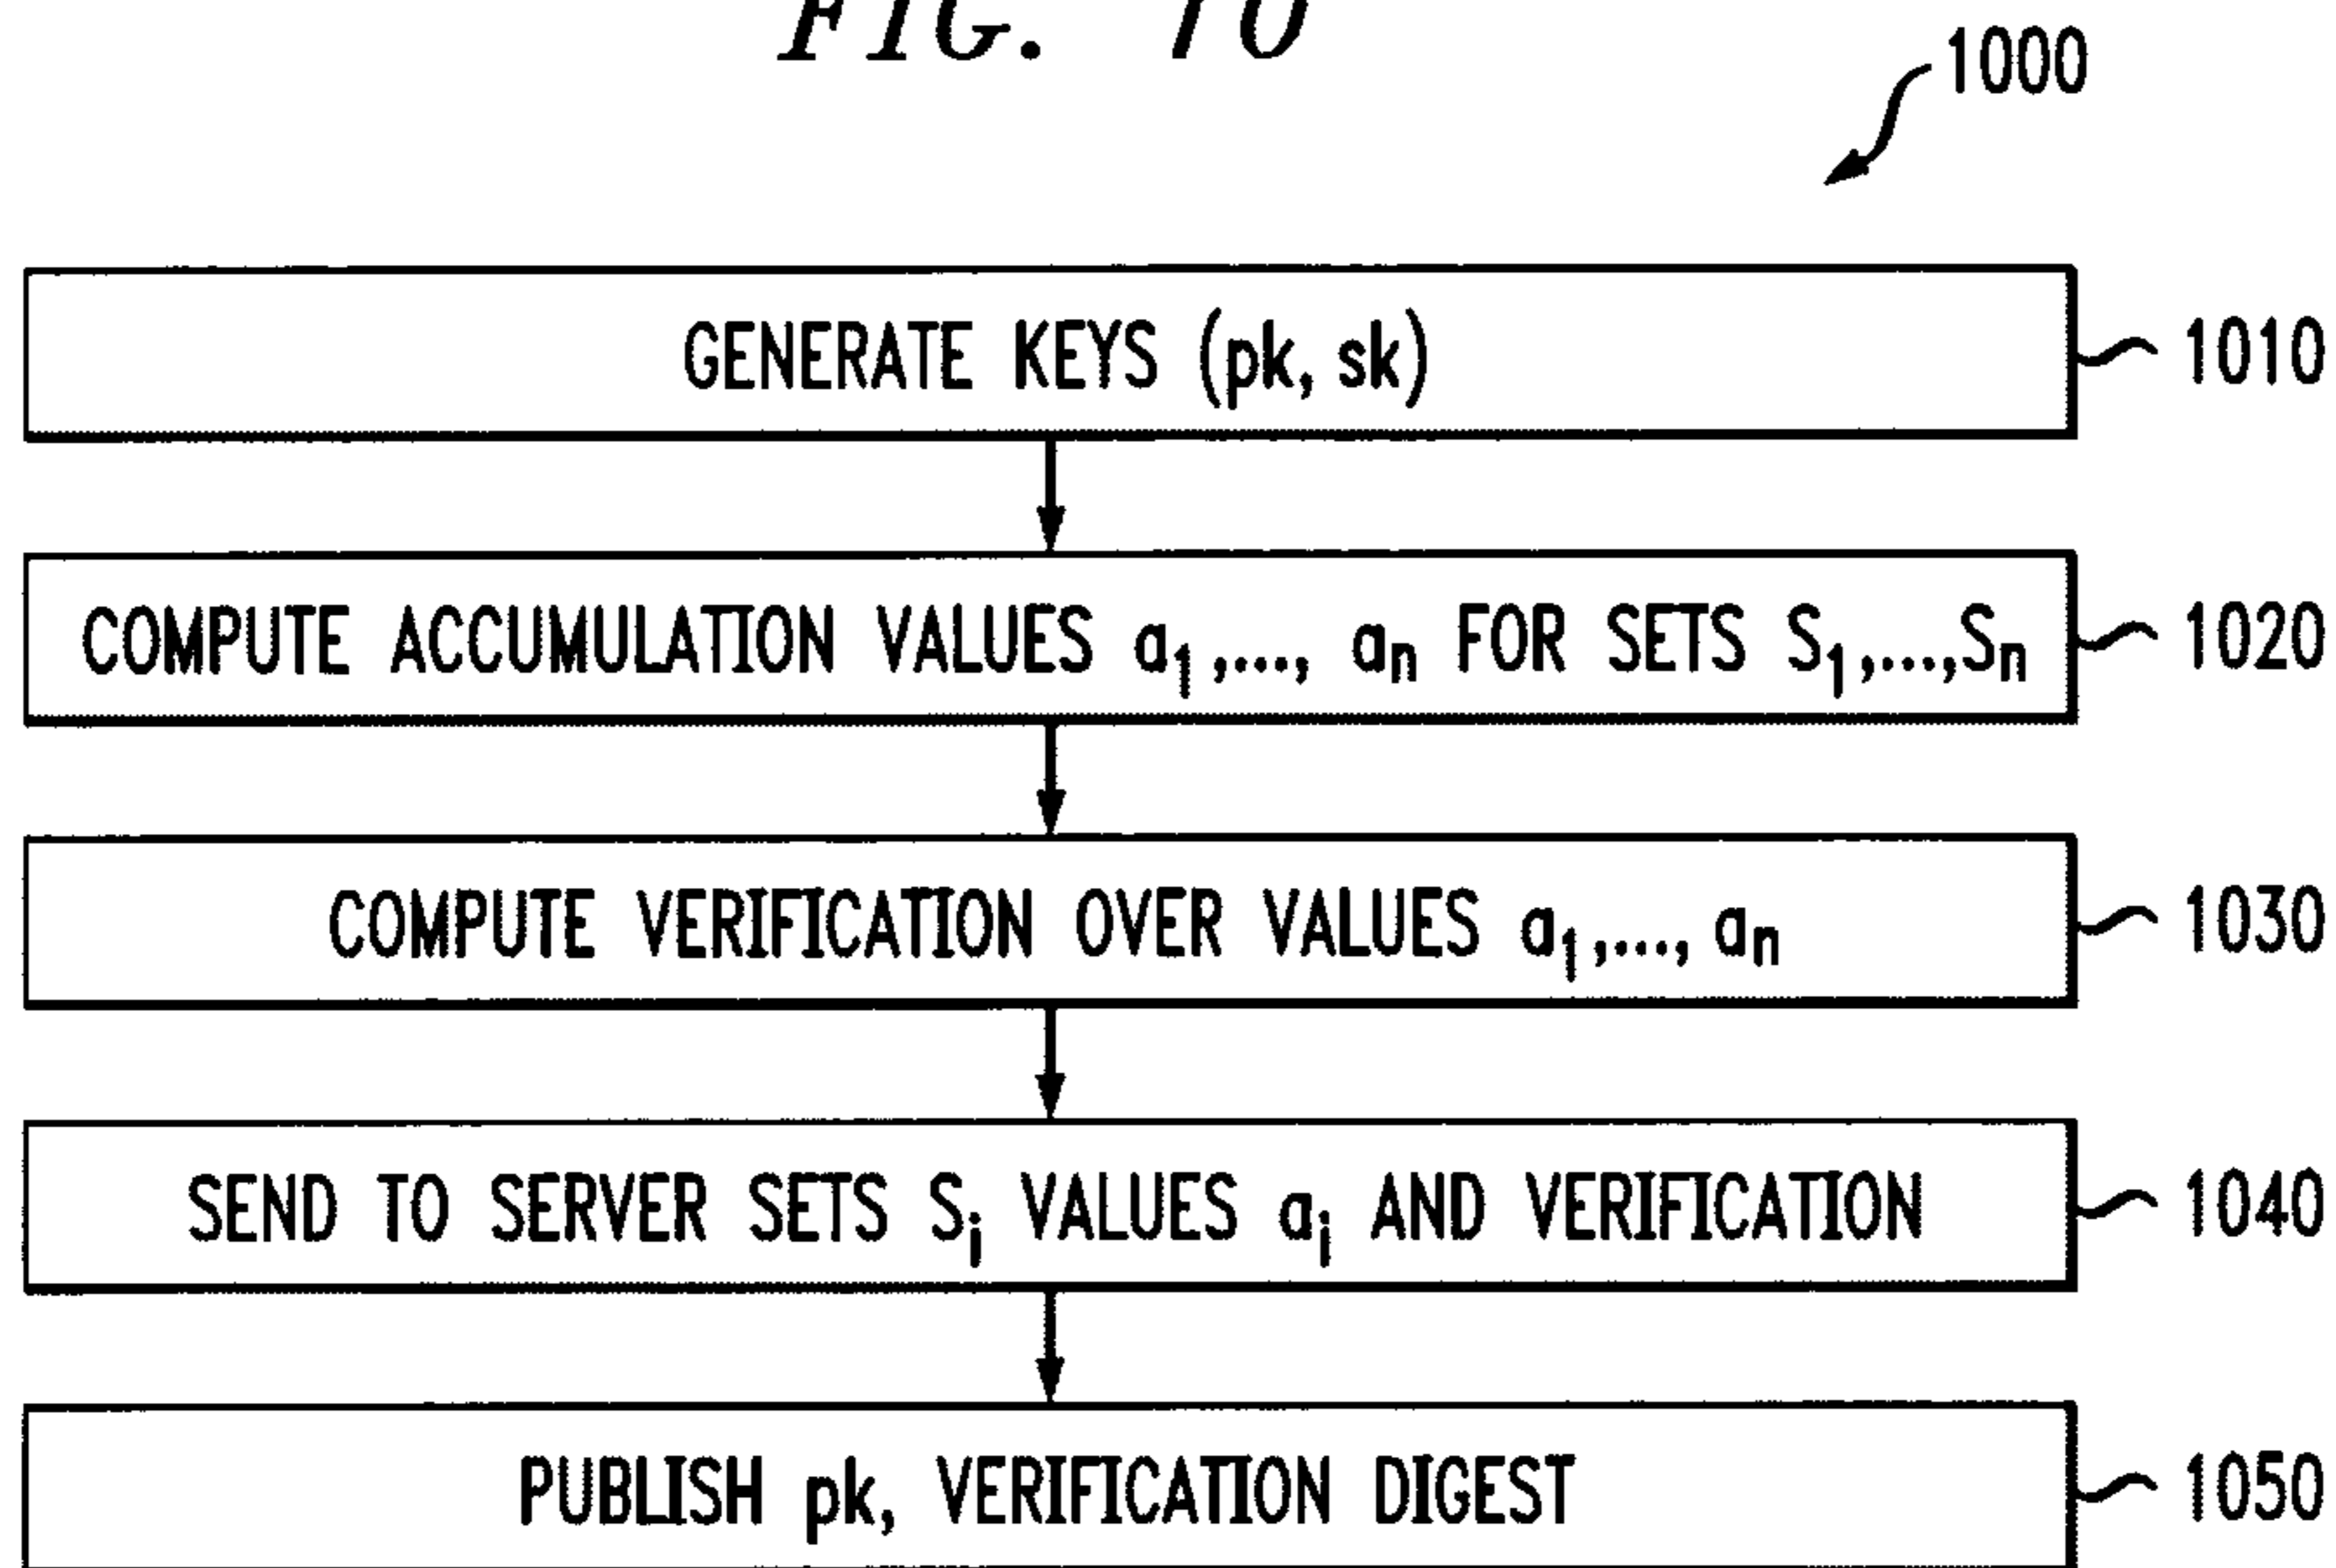 FIG. 10
1000
GENERATE KEYS (pk, sk)
1010
COMPUTE ACCUMULATION VALUES a1,..., an FOR SETS S1,...,Sn
1020
COMPUTE VERIFICATION OVER VALUES a1,..., an
1030
SEND TO SERVER SETS Si VALUES ai AND VERIFICATION
1040
PUBLISH pk, VERIFICATION DIGEST
1050